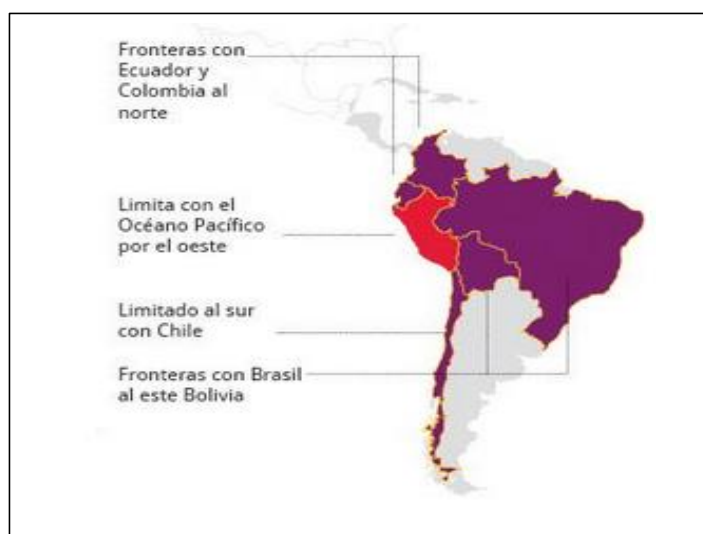 Fronteras con
Ecuador y
Colombia al
norte
Limita con el
Océano Pacífico
por el oeste
Limitado al sur
con Chile
Fronteras con Brasil
al este Bolivia